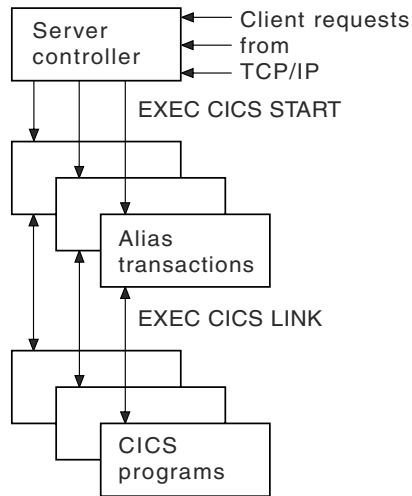 Server
controller
Client requests
from
TCP/IP
EXEC CICS START
Alias
transactions
EXEC CICS LINK
CICS
programs